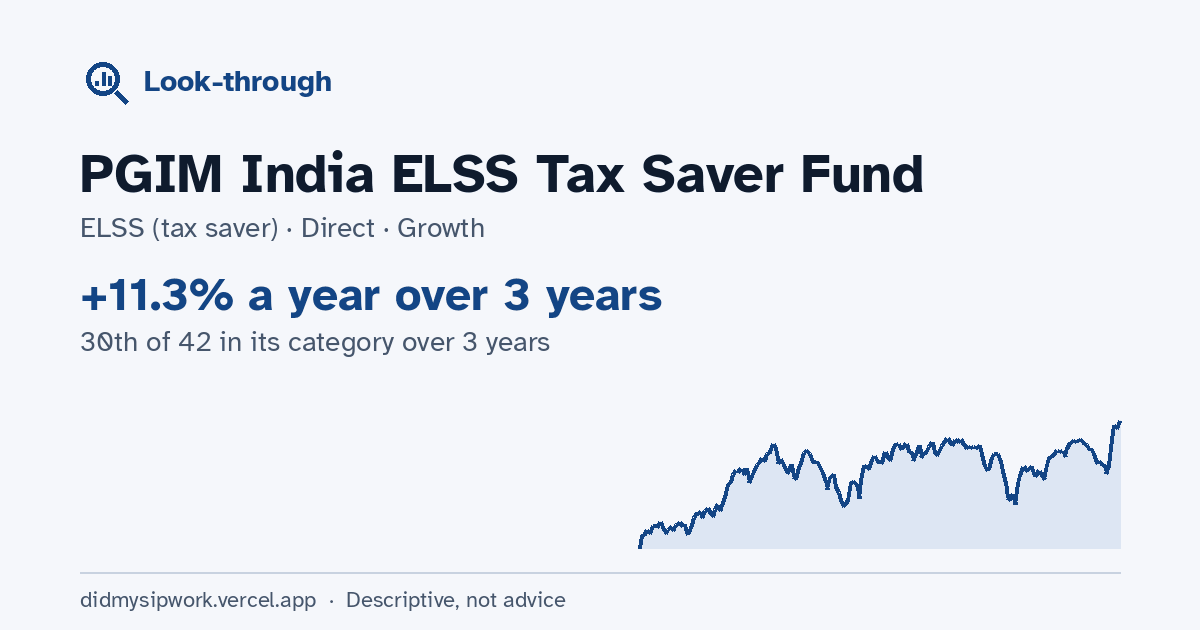 Look-through
PGIM India ELSS Tax Saver Fund
ELSS (tax saver) · Direct · Growth
+11.3% a year over 3 years
30th of 42 in its category over 3 years
didmysipwork.vercel.app · Descriptive, not advice